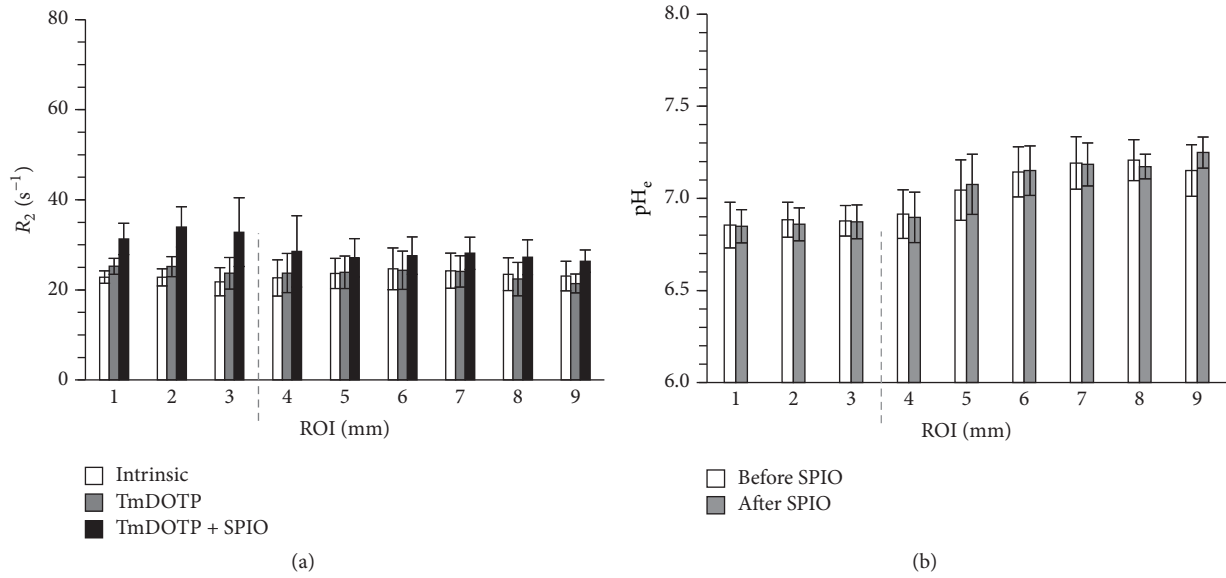 80
60
40
20
0
R₂ (s⁻¹)
1 2 3 4 5 6 7 8 9
ROI (mm)
Intrinsic
TmDOTP
TmDOTP + SPIO
(a)
8.0
7.5
7.0
6.5
6.0
pHₑ
1 2 3 4 5 6 7 8 9
ROI (mm)
Before SPIO
After SPIO
(b)